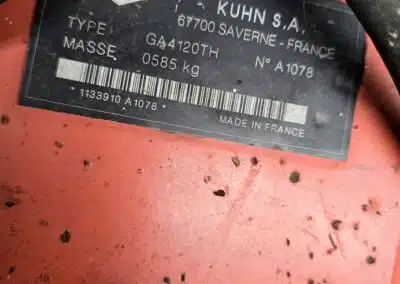 KUHN S.A.
67700 SAVERNE - FRANCE
TYPE GA4120TH N° A1078
MASSE 0585 kg
* 1133910 A1078 *
MADE IN FRANCE